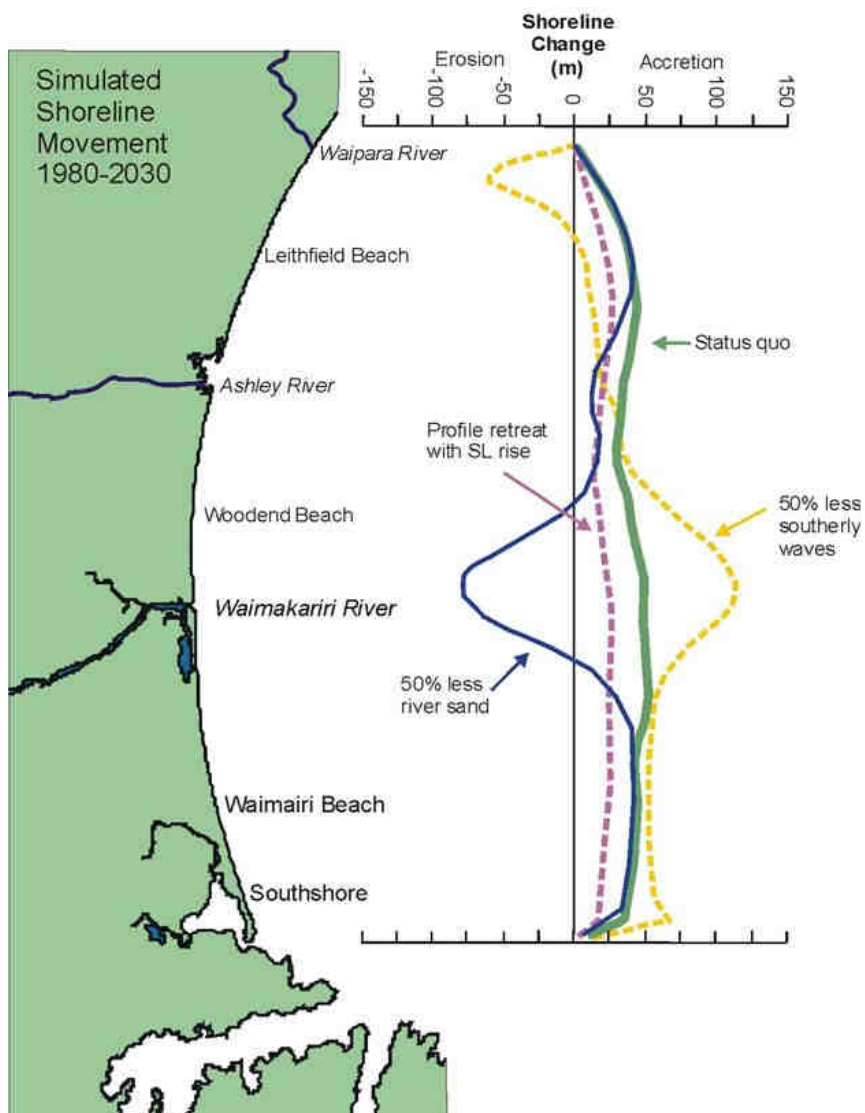 Simulated
Shoreline
Movement
1980-2030
Shoreline
Change
(m)
Erosion
Accretion
-150
-100
-50
0
50
100
150
Waipara River
Leithfield Beach
Status quo
Ashley River
Profile retreat
with SL rise
Woodend Beach
50% less
southerly
waves
Waimakariri River
50% less
river sand
Waimairi Beach
Southshore